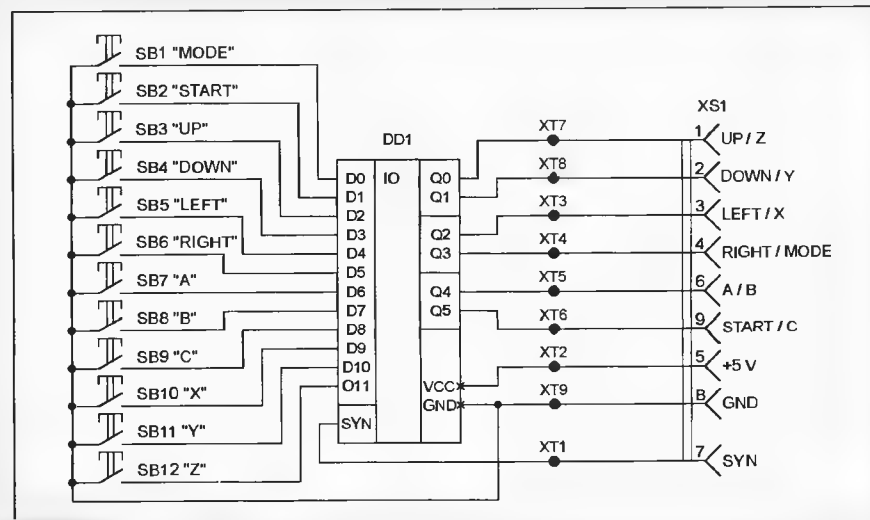 SB1 "MODE"
SB2 "START"
SB3 "UP"
SB4 "DOWN"
SB5 "LEFT"
SB6 "RIGHT"
SB7 "A"
SB8 "B"
SB9 "C"
SB10 "X"
SB11 "Y"
SB12 "Z"
DD1
D0
D1
D2
D3
D4
D5
D6
D7
D8
D9
D10
O11
SYN
IO
Q0
Q1
Q2
Q3
Q4
Q5
VCC
GND
XT7
XT8
XT3
XT4
XT5
XT6
XT2
XT9
XT1
XS1
1 UP / Z
2 DOWN / Y
3 LEFT / X
4 RIGHT / MODE
6 A / B
9 START / C
5 +5 V
8 GND
7 SYN